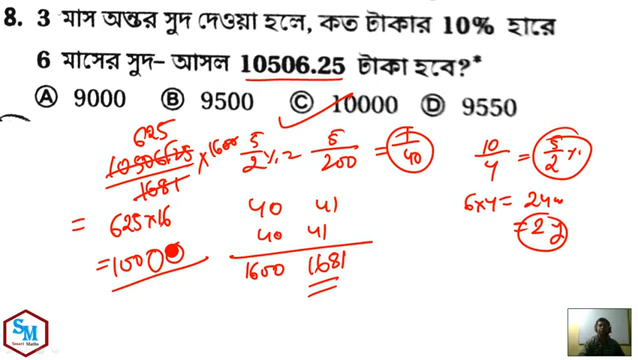 8. 3 মাস অন্তর সুদ দেওয়া হলে, কত টাকার 10% হারে
6 মাসের সুদ- আসল 10506.25 টাকা হবে?*
Ⓐ 9000 Ⓑ 9500 Ⓒ 10000 Ⓓ 9550
625
10506.25/1681 × 1600
= 625×16
= 10000
5/2 % = 5/200 = 1/40
40 41
40 41
1600 1681
10/4 = 5/2 %
6×4 = 24
= 2
SM
Smart Maths